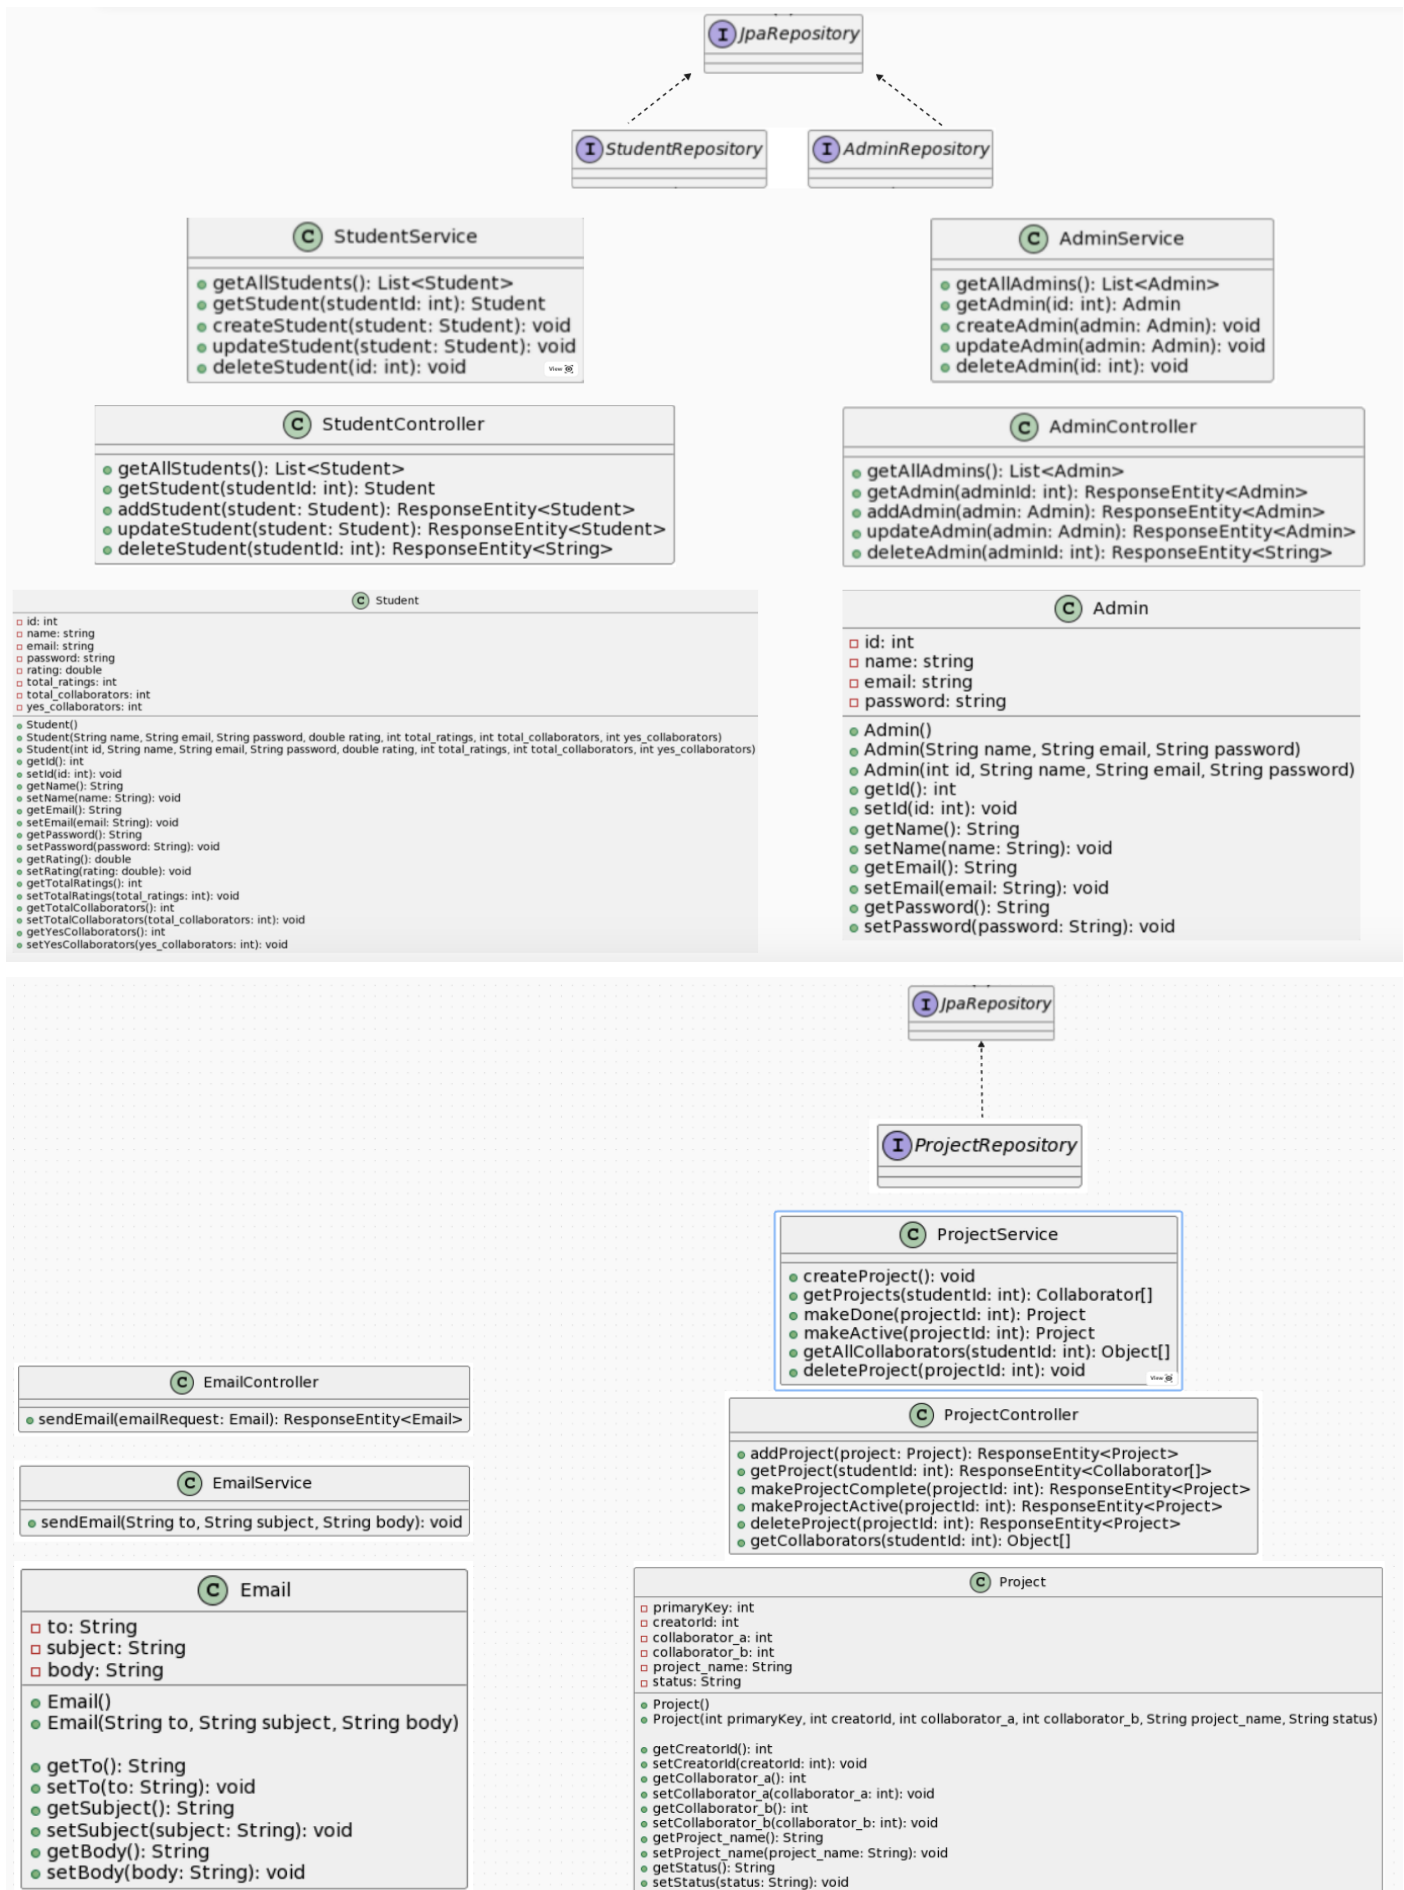 I JpaRepository
I StudentRepository
I AdminRepository
C StudentService
getAllStudents(): List<Student>
getStudent(studentId: int): Student
createStudent(student: Student): void
updateStudent(student: Student): void
deleteStudent(id: int): void
View
C AdminService
getAllAdmins(): List<Admin>
getAdmin(id: int): Admin
createAdmin(admin: Admin): void
updateAdmin(admin: Admin): void
deleteAdmin(id: int): void
C StudentController
getAllStudents(): List<Student>
getStudent(studentId: int): Student
addStudent(student: Student): ResponseEntity<Student>
updateStudent(student: Student): ResponseEntity<Student>
deleteStudent(studentId: int): ResponseEntity<String>
C AdminController
getAllAdmins(): List<Admin>
getAdmin(adminId: int): ResponseEntity<Admin>
addAdmin(admin: Admin): ResponseEntity<Admin>
updateAdmin(admin: Admin): ResponseEntity<Admin>
deleteAdmin(adminId: int): ResponseEntity<String>
C Student
id: int
name: string
email: string
password: string
rating: double
total_ratings: int
total_collaborators: int
yes_collaborators: int
Student()
Student(String name, String email, String password, double rating, int total_ratings, int total_collaborators, int yes_collaborators)
Student(int id, String name, String email, String password, double rating, int total_ratings, int total_collaborators, int yes_collaborators)
getId(): int
setId(id: int): void
getName(): String
setName(name: String): void
getEmail(): String
setEmail(email: String): void
getPassword(): String
setPassword(password: String): void
getRating(): double
setRating(rating: double): void
getTotalRatings(): int
setTotalRatings(total_ratings: int): void
getTotalCollaborators(): int
setTotalCollaborators(total_collaborators: int): void
getYesCollaborators(): int
setYesCollaborators(yes_collaborators: int): void
C Admin
id: int
name: string
email: string
password: string
Admin()
Admin(String name, String email, String password)
Admin(int id, String name, String email, String password)
getId(): int
setId(id: int): void
getName(): String
setName(name: String): void
getEmail(): String
setEmail(email: String): void
getPassword(): String
setPassword(password: String): void
I JpaRepository
I ProjectRepository
C ProjectService
createProject(): void
getProjects(studentId: int): Collaborator[]
makeDone(projectId: int): Project
makeActive(projectId: int): Project
getAllCollaborators(studentId: int): Object[]
deleteProject(projectId: int): void
View
C EmailController
sendEmail(emailRequest: Email): ResponseEntity<Email>
C ProjectController
addProject(project: Project): ResponseEntity<Project>
getProject(studentId: int): ResponseEntity<Collaborator[]>
makeProjectComplete(projectId: int): ResponseEntity<Project>
makeProjectActive(projectId: int): ResponseEntity<Project>
deleteProject(projectId: int): ResponseEntity<Project>
getCollaborators(studentId: int): Object[]
C EmailService
sendEmail(String to, String subject, String body): void
C Email
to: String
subject: String
body: String
Email()
Email(String to, String subject, String body)
getTo(): String
setTo(to: String): void
getSubject(): String
setSubject(subject: String): void
getBody(): String
setBody(body: String): void
C Project
primaryKey: int
creatorId: int
collaborator_a: int
collaborator_b: int
project_name: String
status: String
Project()
Project(int primaryKey, int creatorId, int collaborator_a, int collaborator_b, String project_name, String status)
getCreatorId(): int
setCreatorId(creatorId: int): void
getCollaborator_a(): int
setCollaborator_a(collaborator_a: int): void
getCollaborator_b(): int
setCollaborator_b(collaborator_b: int): void
getProject_name(): String
setProject_name(project_name: String): void
getStatus(): String
setStatus(status: String): void